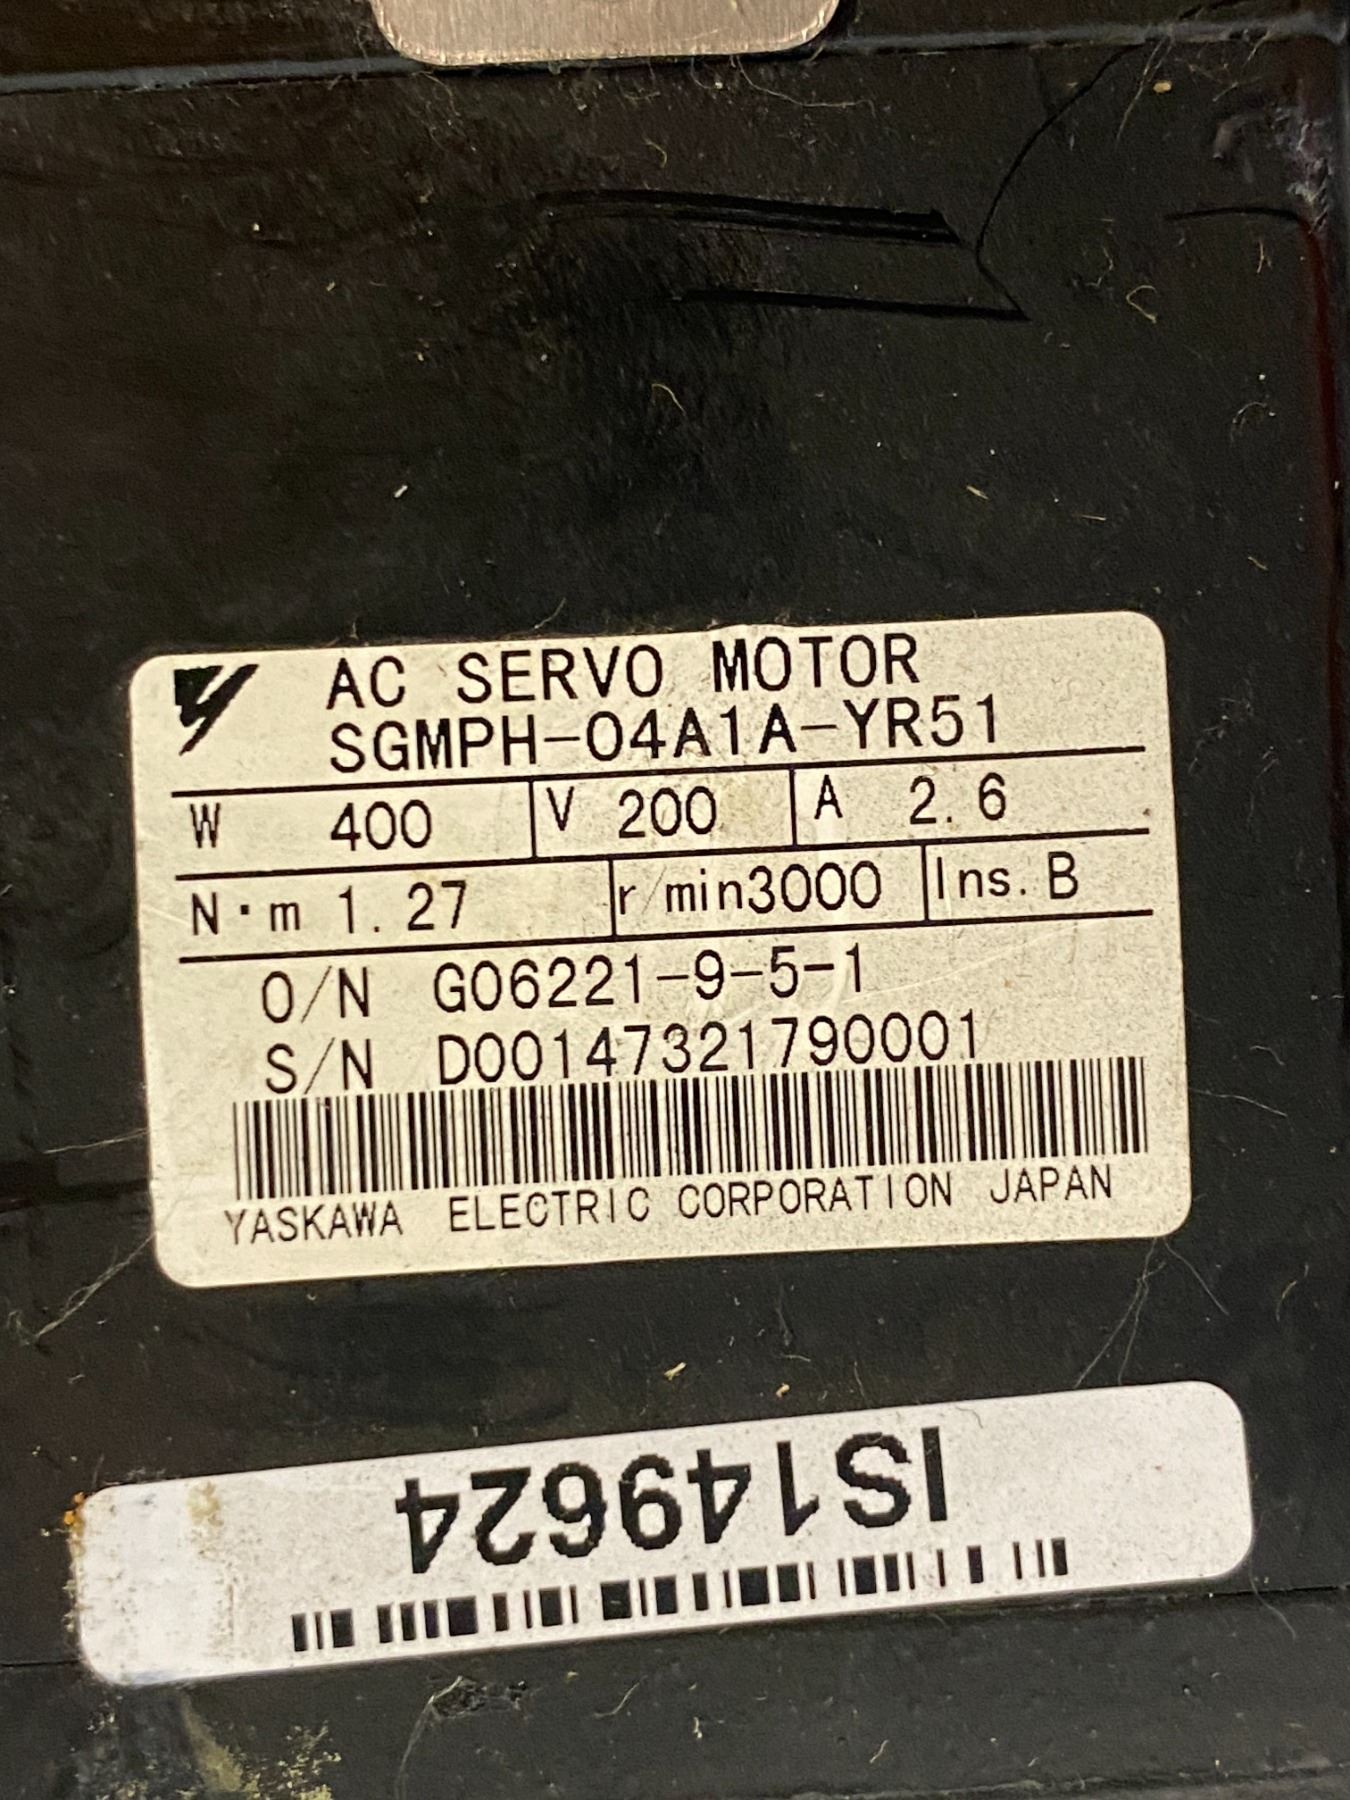 AC SERVO MOTOR
SGMPH-04A1A-YR51
W 400 V 200 A 2.6
N·m 1.27 r/min3000 Ins.B
O/N G06221-9-5-1
S/N D00147321790001
YASKAWA ELECTRIC CORPORATION JAPAN
IS149624